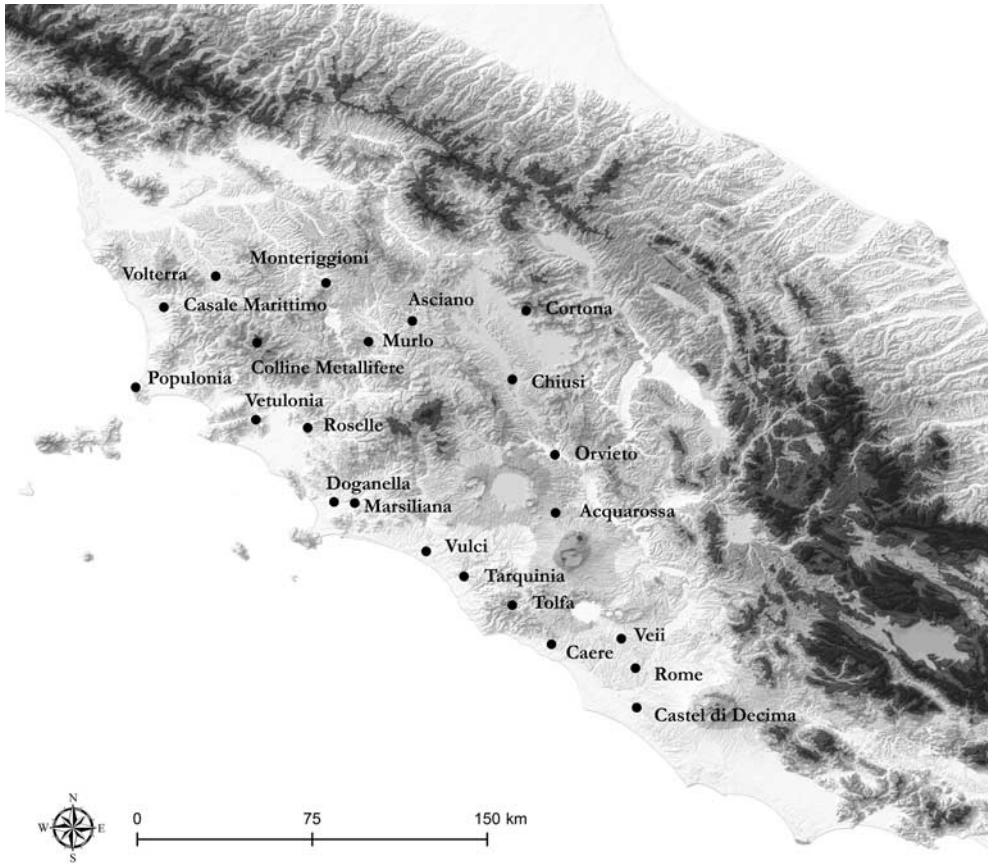 Monteriggioni
Volterra
Casale Marittimo
Asciano
Cortona
Murlo
Colline Metallifere
Populonia
Chiusi
Vetulonia
Roselle
Orvieto
Doganella
Marsiliana
Acquarossa
Vulci
Tarquinia
Tolfa
Veii
Caere
Rome
Castel di Decima
N
W E
S
0 75 150 km